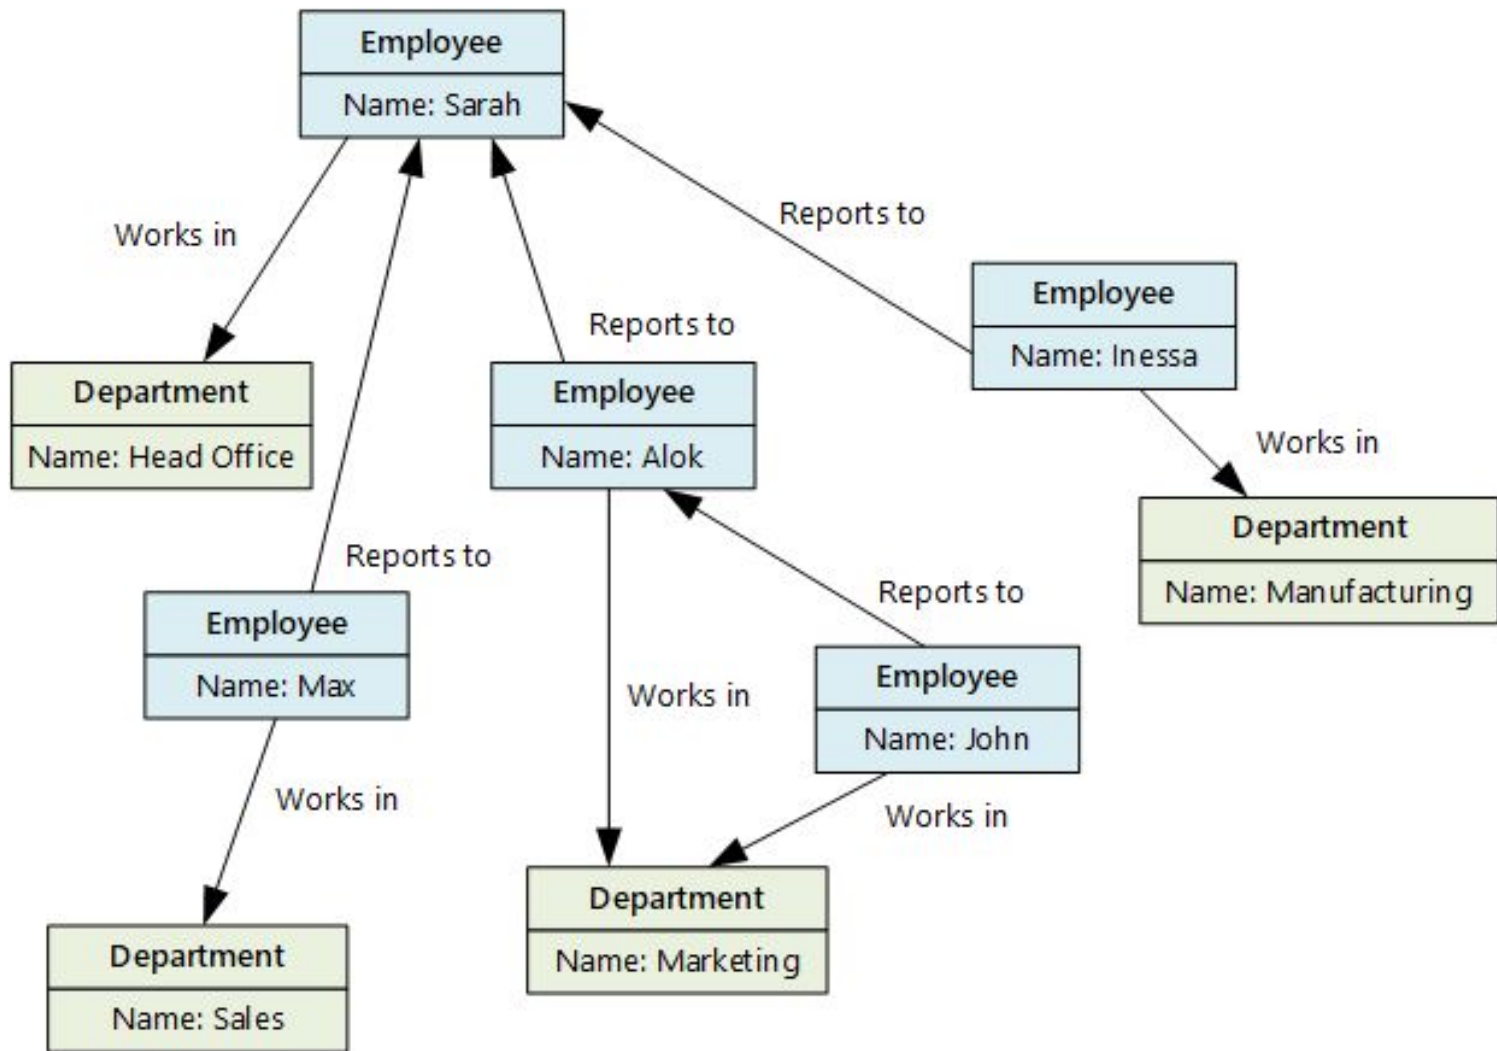 Employee
Name: Sarah
Works in
Reports to
Employee
Name: Inessa
Reports to
Department
Name: Head Office
Employee
Name: Alok
Works in
Department
Name: Manufacturing
Reports to
Employee
Name: Max
Reports to
Employee
Name: John
Works in
Works in
Works in
Department
Name: Marketing
Department
Name: Sales